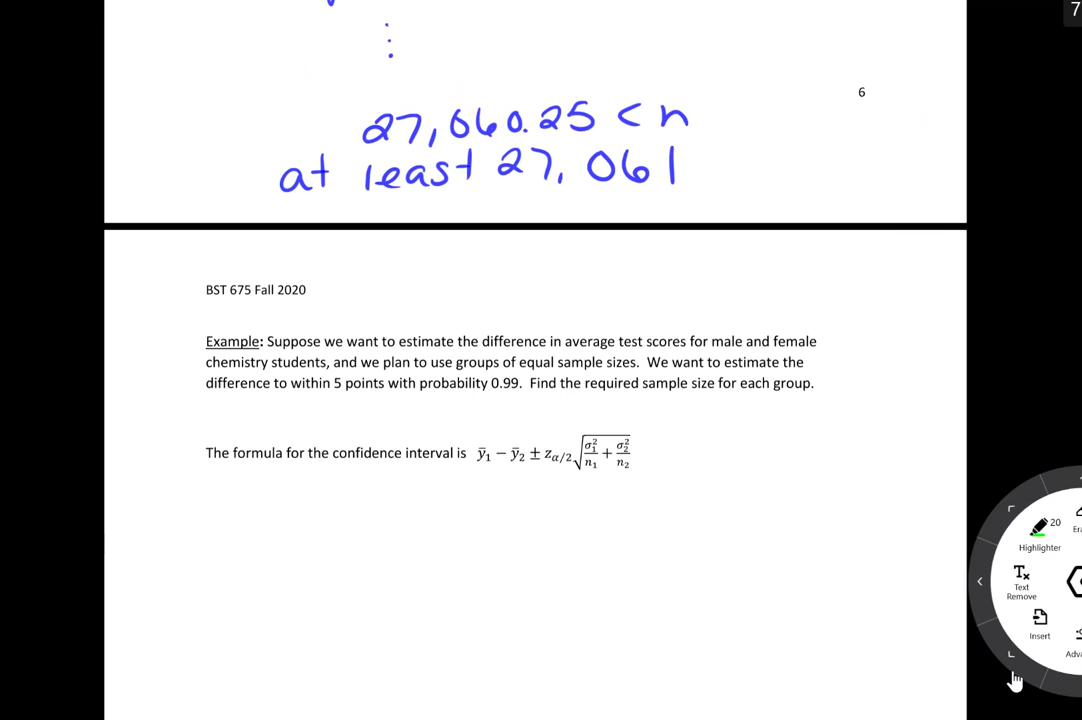 7
6
27,060.25 < n
at least 27,061
BST 675 Fall 2020
Example: Suppose we want to estimate the difference in average test scores for male and female
chemistry students, and we plan to use groups of equal sample sizes. We want to estimate the
difference to within 5 points with probability 0.99. Find the required sample size for each group.
The formula for the confidence interval is ȳ₁ − ȳ₂ ± z_{α/2} √(σ₁²/n₁ + σ₂²/n₂)
20
Highlighter
Tx
Text
Remove
Insert